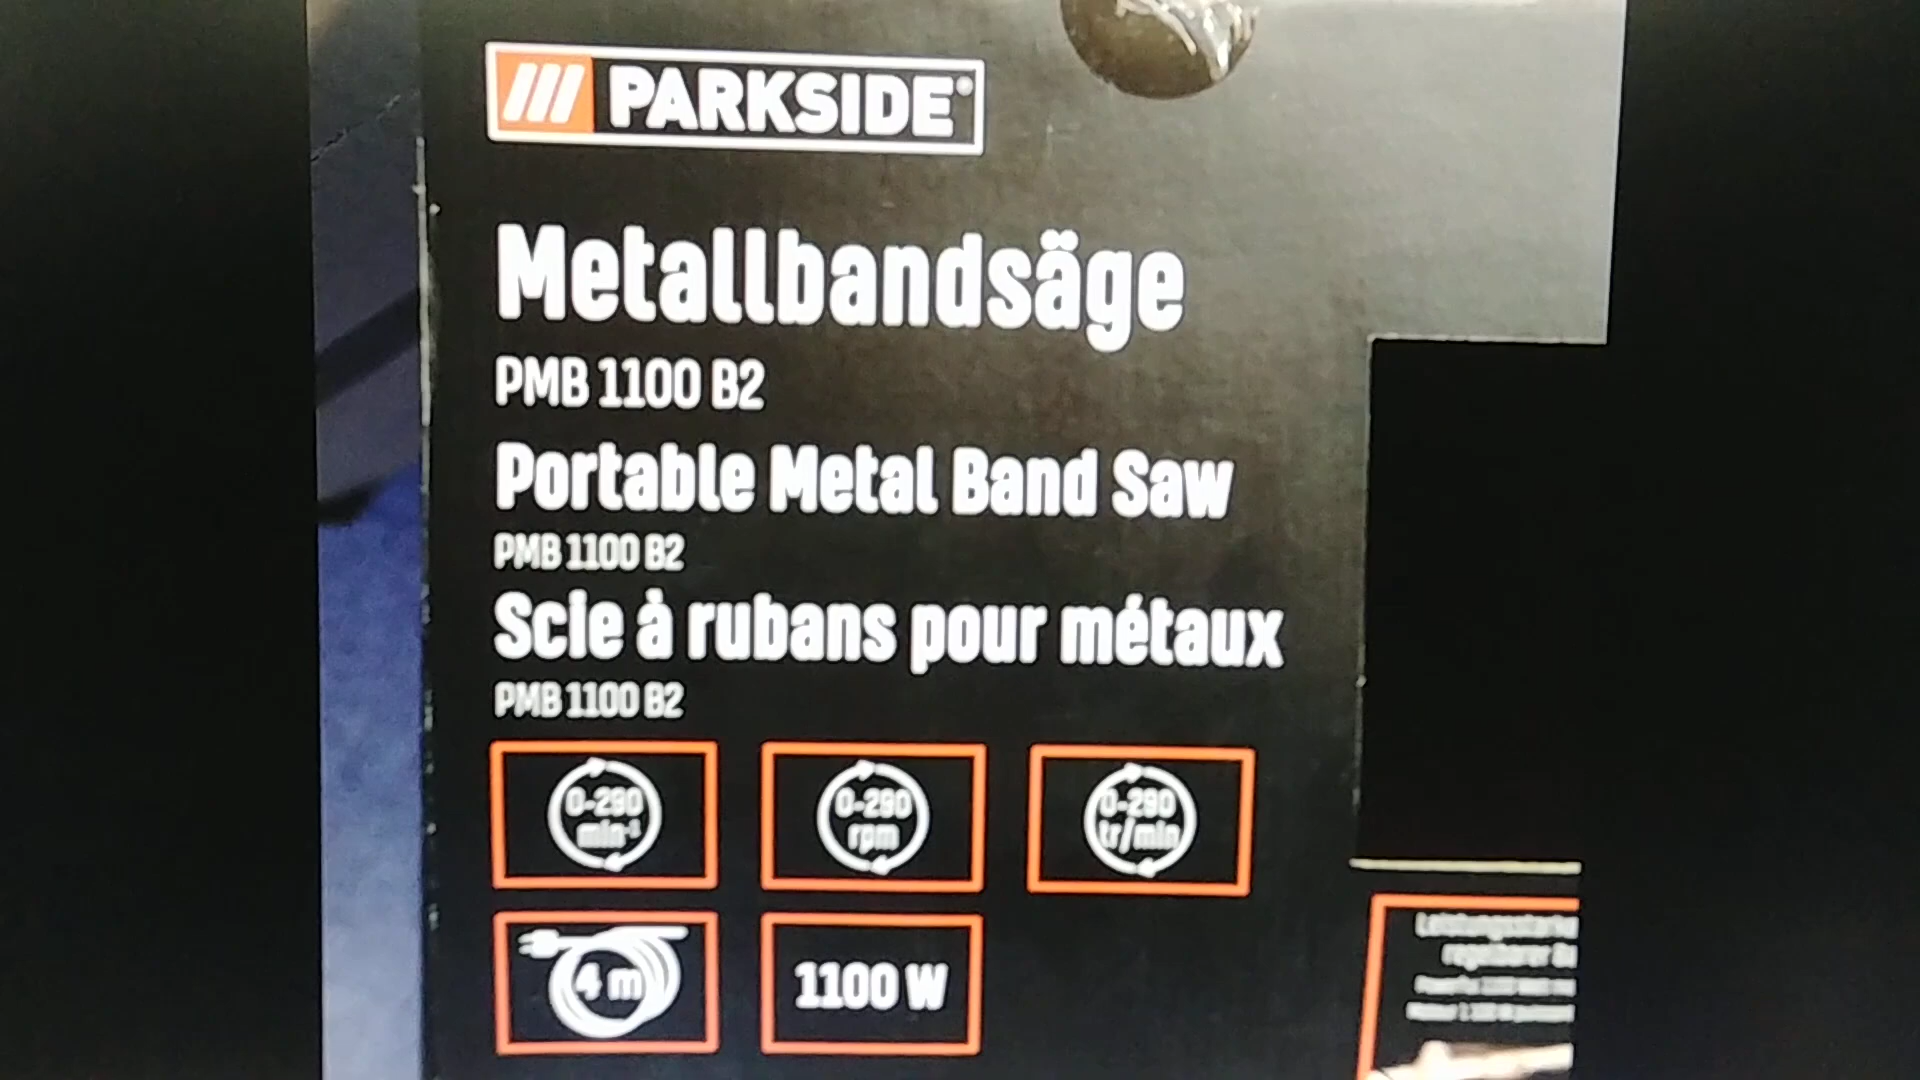 PARKSIDE®
Metallbandsäge
PMB 1100 B2
Portable Metal Band Saw
PMB 1100 B2
Scie à rubans pour métaux
PMB 1100 B2
0-290 min⁻¹
0-290 rpm
0-290 tr/min
4 m
1100 W